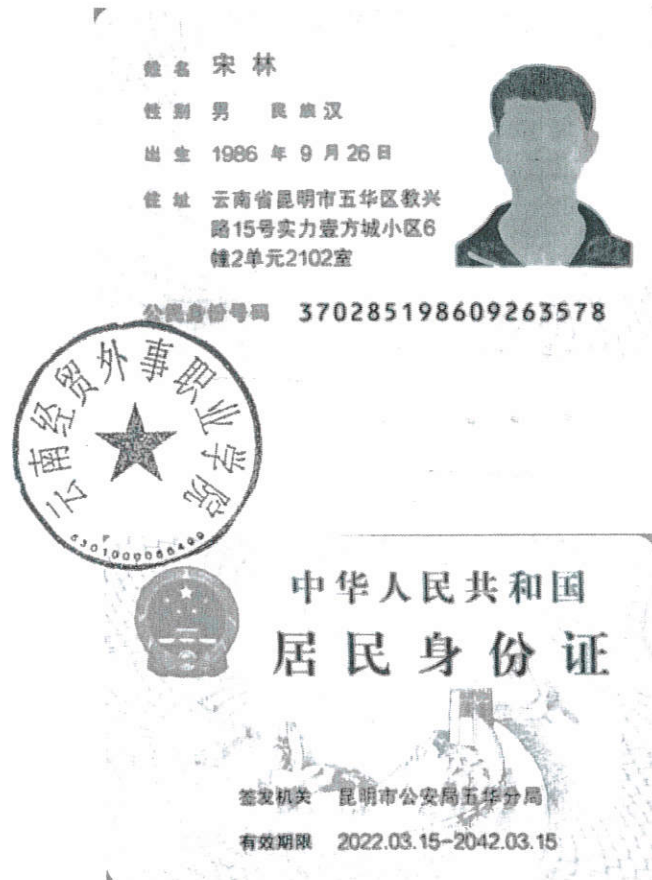 姓名 宋林
性别 男 民族 汉
出生 1986 年 9 月 26 日
住址 云南省昆明市五华区教兴
路15号实力壹方城小区6
幢2单元2102室
公民身份号码 370285198609263578
云南经贸外事职业学院
中华人民共和国
居民身份证
签发机关 昆明市公安局五华分局
有效期限 2022.03.15-2042.03.15